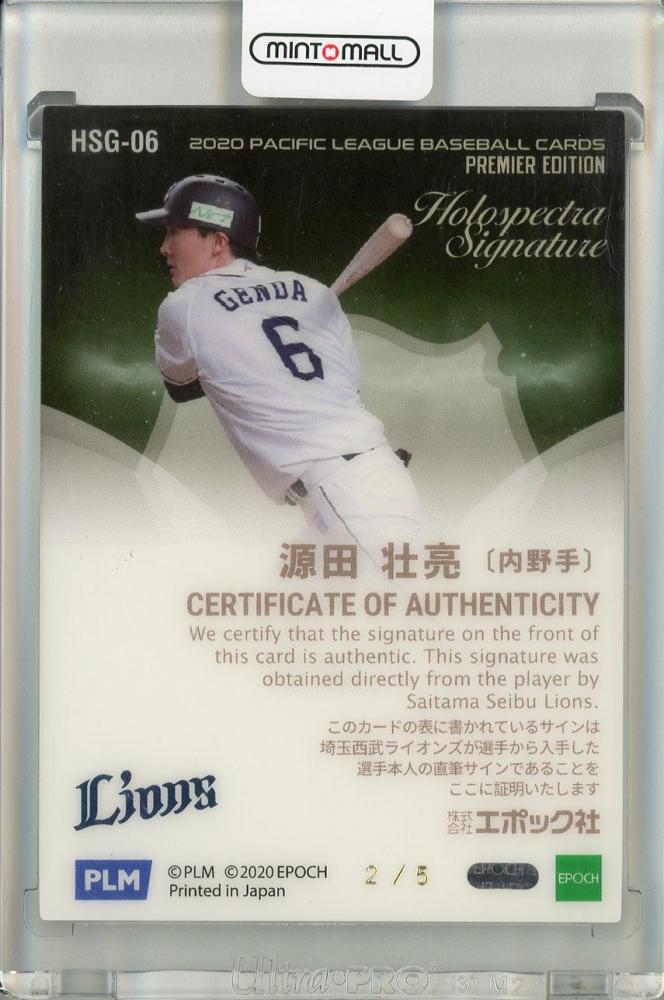 MINTOMALL
HSG-06
2020 PACIFIC LEAGUE BASEBALL CARDS
PREMIER EDITION
Holospectra
Signature
ベルーナ
GENDA
6
源田 壮亮 〔内野手〕
CERTIFICATE OF AUTHENTICITY
We certify that the signature on the front of
this card is authentic. This signature was
obtained directly from the player by
Saitama Seibu Lions.
このカードの表に書かれているサインは
埼玉西武ライオンズが選手から入手した
選手本人の直筆サインであることを
ここに証明いたします
株式会社エポック社
Lions
PLM
©PLM ©2020 EPOCH
Printed in Japan
2 / 5
EPOCH
EPOCH
Ultra•PRO® 130 M2